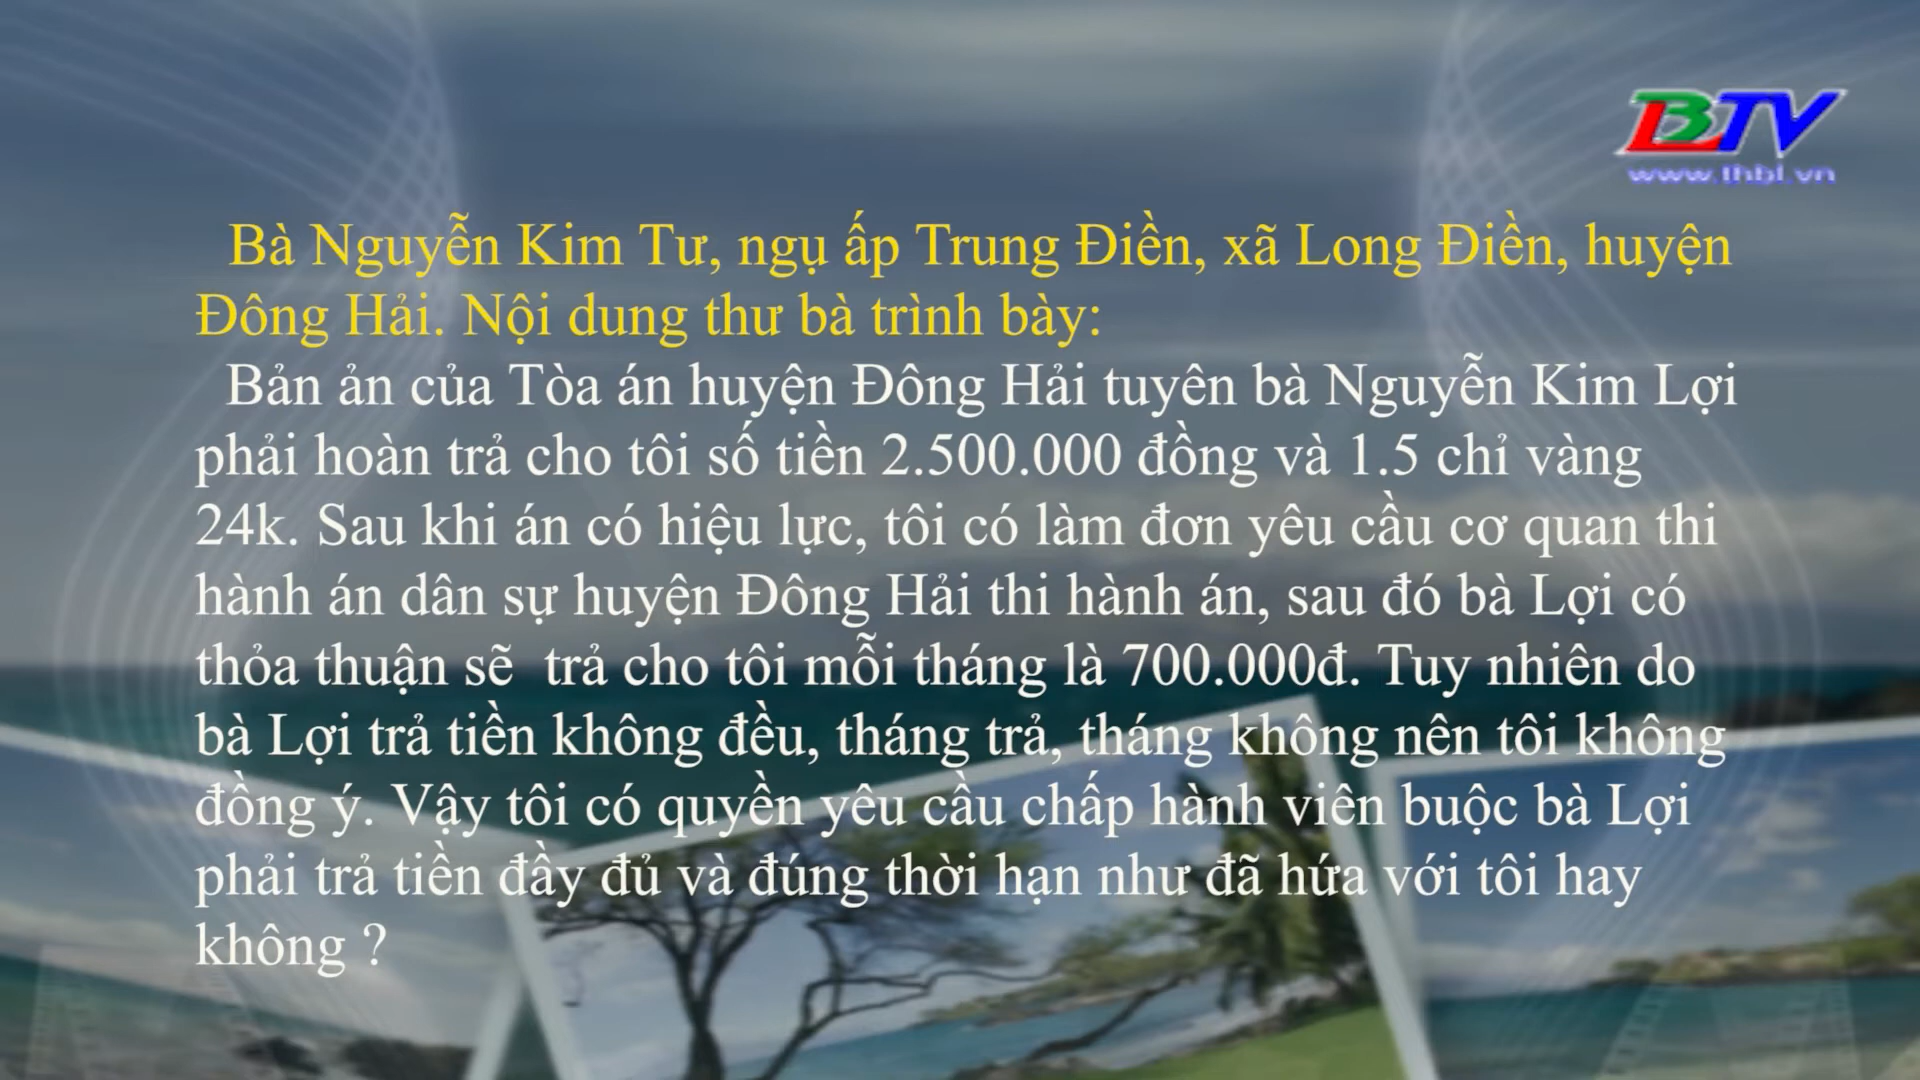 BTV
www.thbl.vn
Bà Nguyễn Kim Tư, ngụ ấp Trung Điền, xã Long Điền, huyện
Đông Hải. Nội dung thư bà trình bày:
Bản ản của Tòa án huyện Đông Hải tuyên bà Nguyễn Kim Lợi
phải hoàn trả cho tôi số tiền 2.500.000 đồng và 1.5 chỉ vàng
24k. Sau khi án có hiệu lực, tôi có làm đơn yêu cầu cơ quan thi
hành án dân sự huyện Đông Hải thi hành án, sau đó bà Lợi có
thỏa thuận sẽ  trả cho tôi mỗi tháng là 700.000đ. Tuy nhiên do
bà Lợi trả tiền không đều, tháng trả, tháng không nên tôi không
đồng ý. Vậy tôi có quyền yêu cầu chấp hành viên buộc bà Lợi
phải trả tiền đầy đủ và đúng thời hạn như đã hứa với tôi hay
không ?